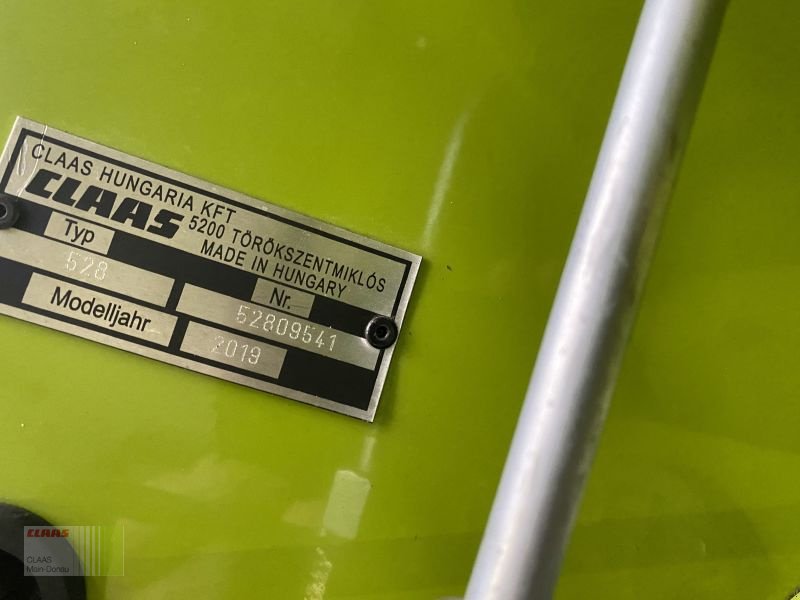 CLAAS HUNGARIA KFT
CLAAS 5200 TÖRÖKSZENTMIKLÓS
MADE IN HUNGARY
Typ
528
Nr.
52809541
Modelljahr
2019
CLAAS
CLAAS
Main-Donau